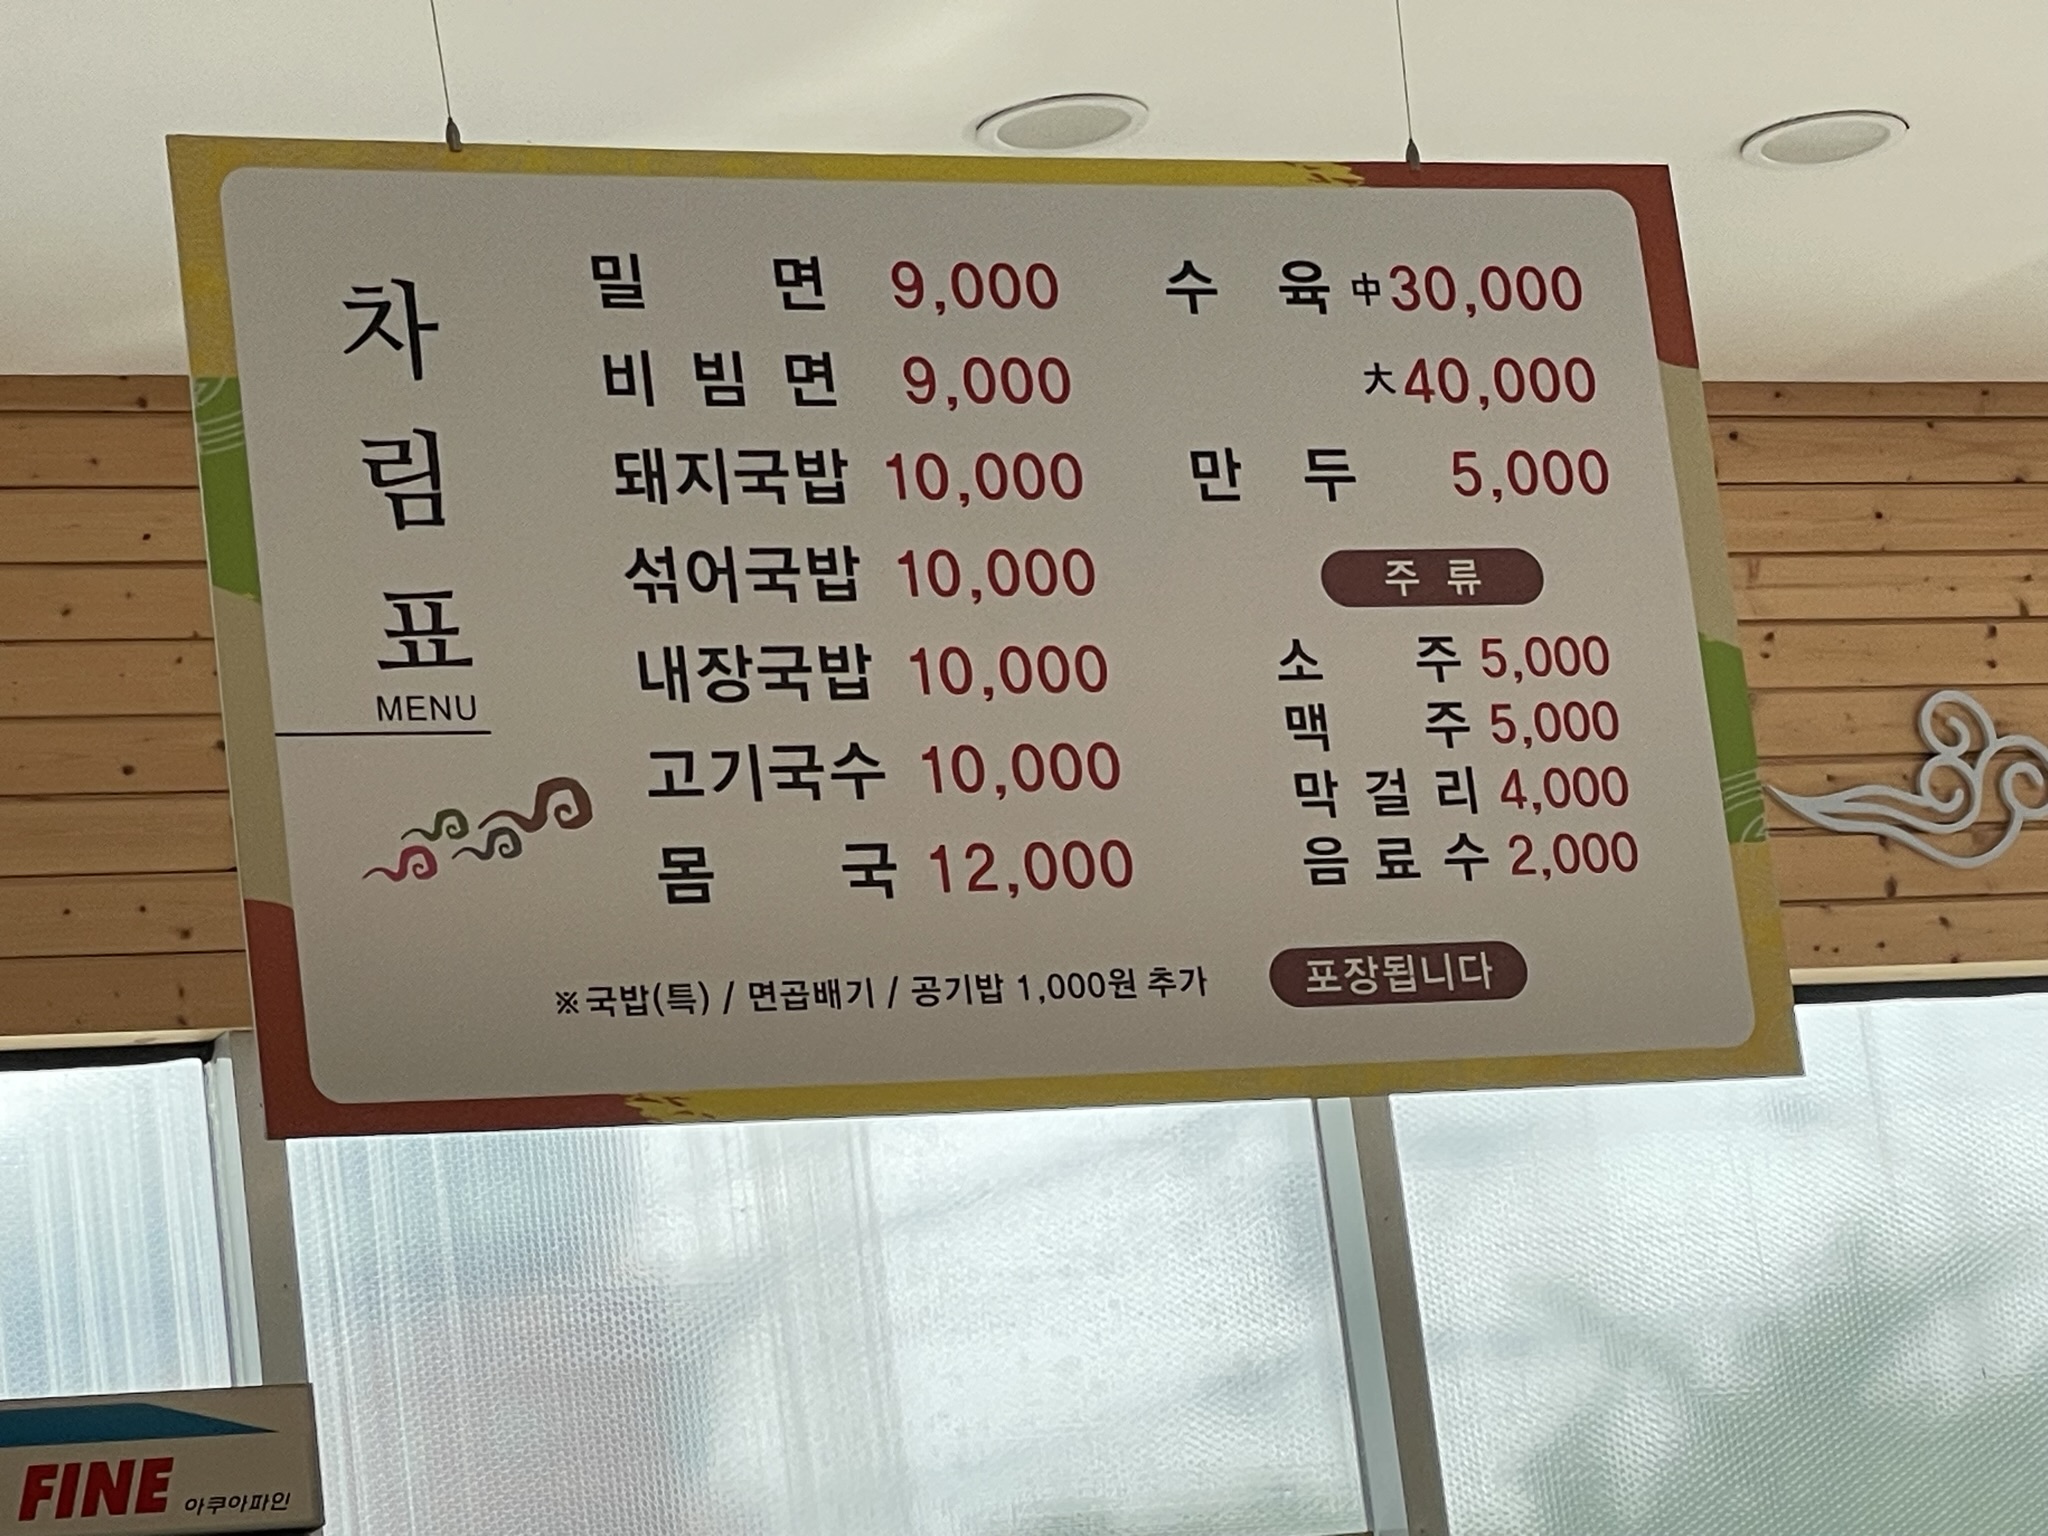 차림표
MENU
밀면 9,000
비빔면 9,000
돼지국밥 10,000
섞어국밥 10,000
내장국밥 10,000
고기국수 10,000
몸국 12,000
수육 中 30,000
大 40,000
만두 5,000
주류
소주 5,000
맥주 5,000
막걸리 4,000
음료수 2,000
※국밥(특) / 면곱배기 / 공기밥 1,000원 추가
포장됩니다
FINE 아쿠아파인